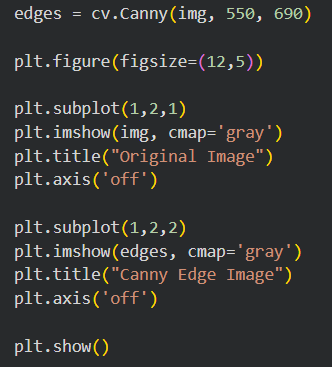 edges = cv.Canny(img, 550, 690)
plt.figure(figsize=(12,5))
plt.subplot(1,2,1)
plt.imshow(img, cmap='gray')
plt.title("Original Image")
plt.axis('off')
plt.subplot(1,2,2)
plt.imshow(edges, cmap='gray')
plt.title("Canny Edge Image")
plt.axis('off')
plt.show()